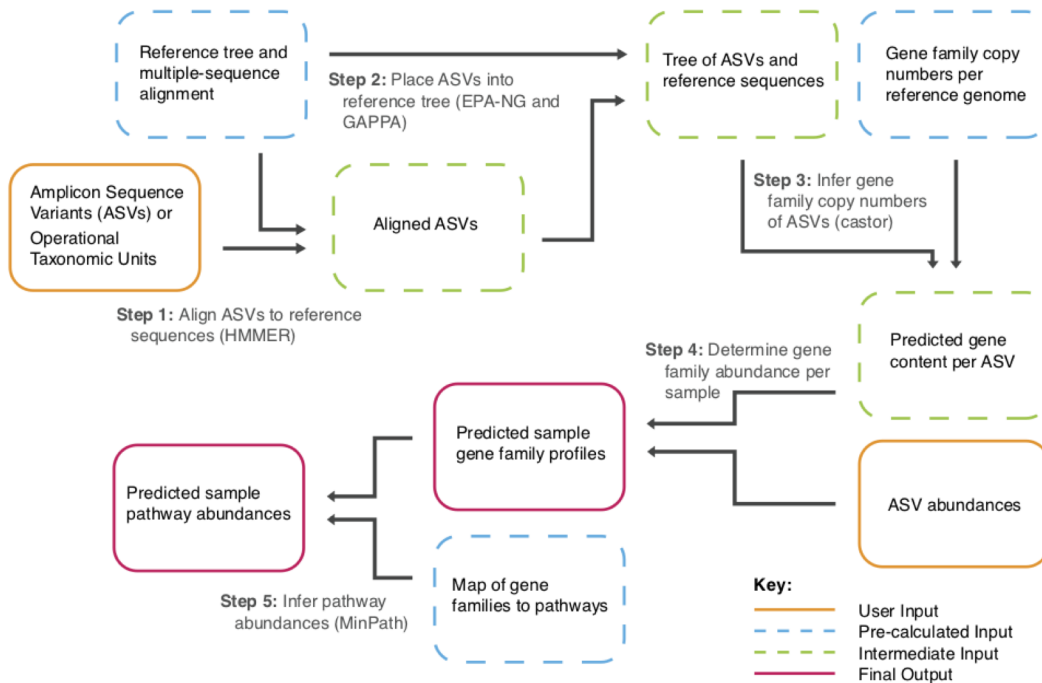 Reference tree and
multiple-sequence
alignment
Step 2: Place ASVs into
reference tree (EPA-NG and
GAPPA)
Tree of ASVs and
reference sequences
Gene family copy
numbers per
reference genome
Amplicon Sequence
Variants (ASVs) or
Operational
Taxonomic Units
Aligned ASVs
Step 3: Infer gene
family copy numbers
of ASVs (castor)
Step 1: Align ASVs to reference
sequences (HMMER)
Predicted gene
content per ASV
Step 4: Determine gene
family abundance per
sample
Predicted sample
gene family profiles
Predicted sample
pathway abundances
ASV abundances
Map of gene
families to pathways
Step 5: Infer pathway
abundances (MinPath)
Key:
User Input
Pre-calculated Input
Intermediate Input
Final Output